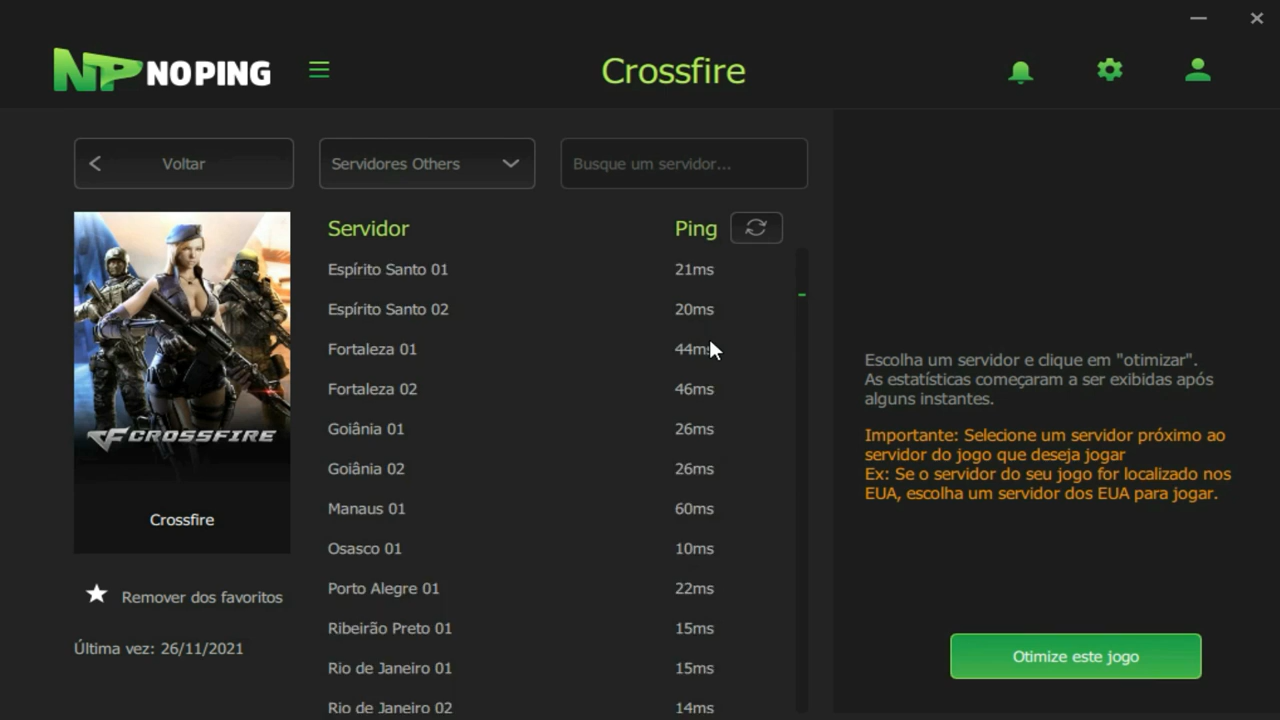 NP NOPING
Crossfire
Voltar
Servidores Others
Busque um servidor...
Servidor Ping
Espírito Santo 01 21ms
Espírito Santo 02 20ms
Fortaleza 01 44ms
Fortaleza 02 46ms
Goiânia 01 26ms
Goiânia 02 26ms
Manaus 01 60ms
Osasco 01 10ms
Porto Alegre 01 22ms
Ribeirão Preto 01 15ms
Rio de Janeiro 01 15ms
Rio de Janeiro 02 14ms
CF CROSSFIRE
Crossfire
Remover dos favoritos
Última vez: 26/11/2021
Escolha um servidor e clique em "otimizar".
As estatísticas começaram a ser exibidas após
alguns instantes.
Importante: Selecione um servidor próximo ao
servidor do jogo que deseja jogar
Ex: Se o servidor do seu jogo for localizado nos
EUA, escolha um servidor dos EUA para jogar.
Otimize este jogo